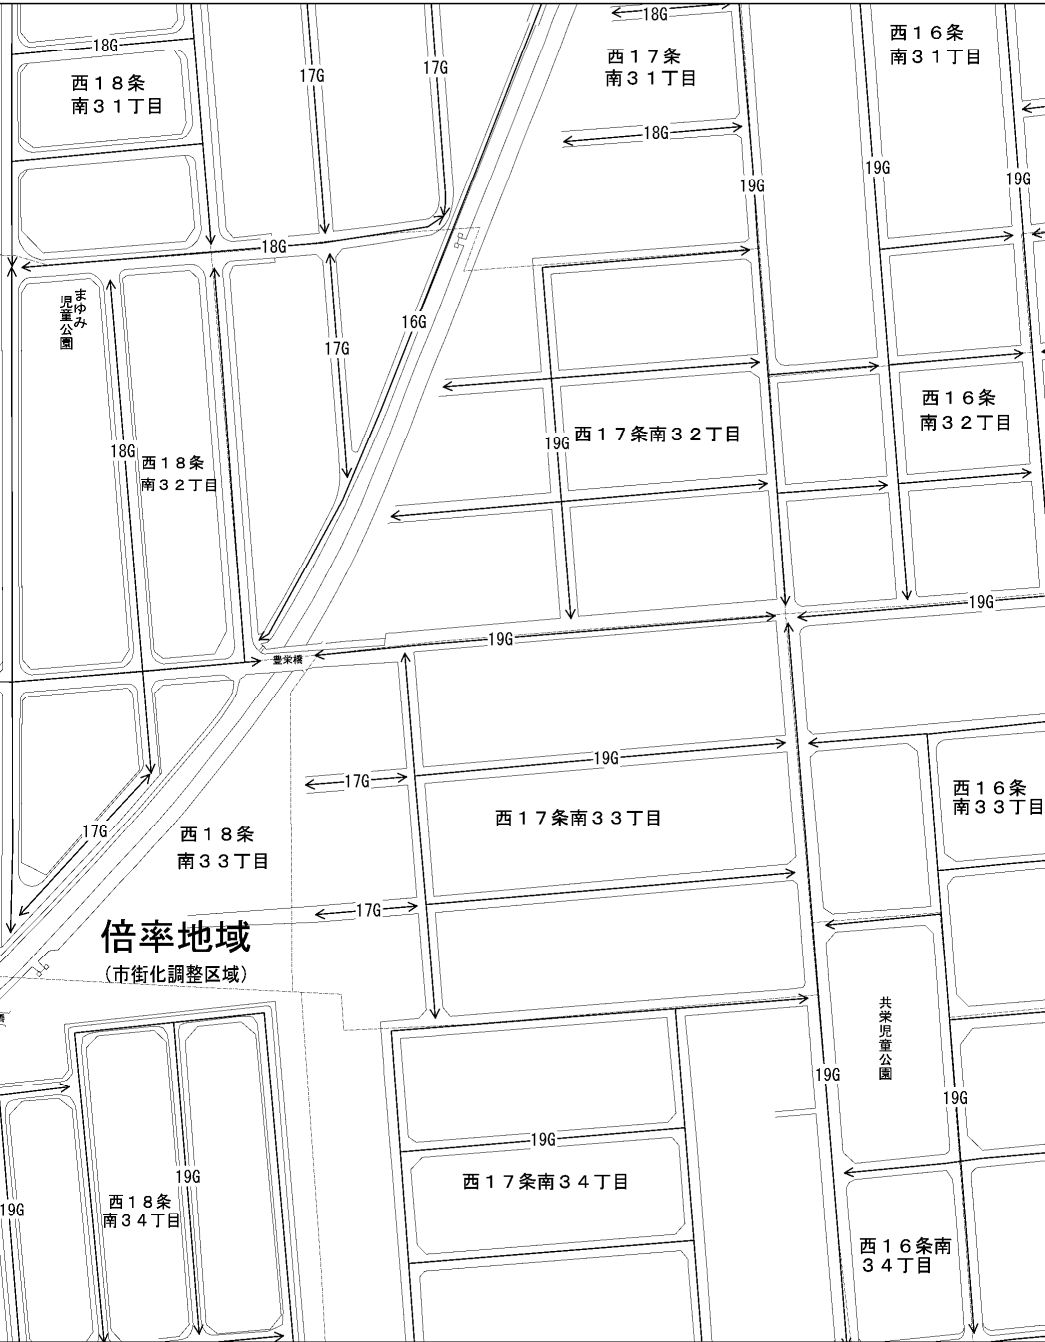 18G
18G
西１７条
南３１丁目
西１６条
南３１丁目
西１８条
南３１丁目
17G
17G
18G
19G
19G
19G
18G
まゆみ
児童公園
16G
17G
西１６条
南３２丁目
18G
西１８条
南３２丁目
19G
西１７条南３２丁目
19G
19G
豊栄橋
17G
19G
西１６条
南３３丁目
17G
西１８条
南３３丁目
西１７条南３３丁目
17G
倍率地域
（市街化調整区域）
共栄児童公園
19G
19G
19G
19G
19G
西１８条
南３４丁目
西１７条南３４丁目
西１６条南
３４丁目